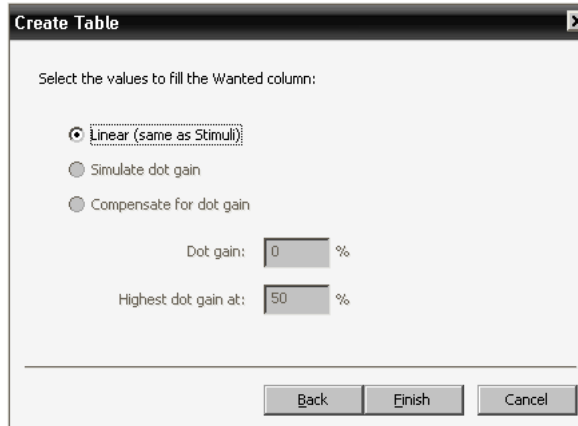 Create Table
Select the values to fill the Wanted column:
Linear (same as Stimuli)
Simulate dot gain
Compensate for dot gain
Dot gain: 0 %
Highest dot gain at: 50 %
Back Finish Cancel